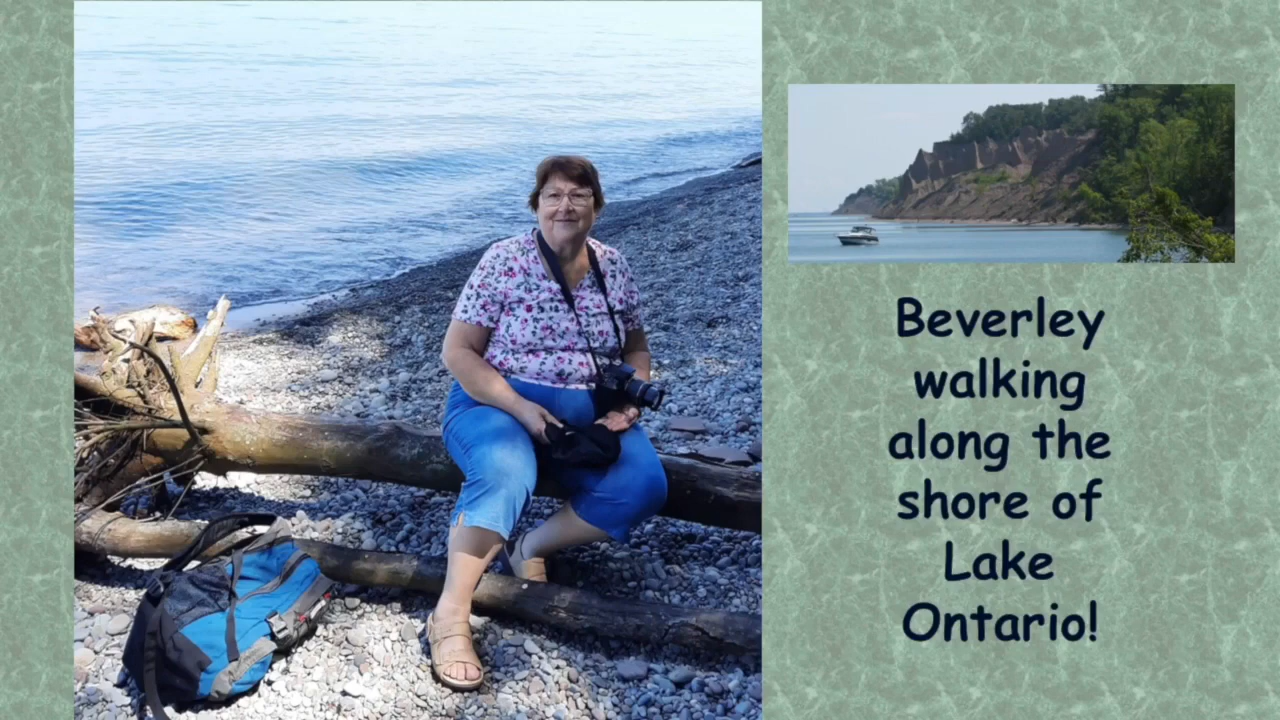 Beverley
walking
along the
shore of
Lake
Ontario!